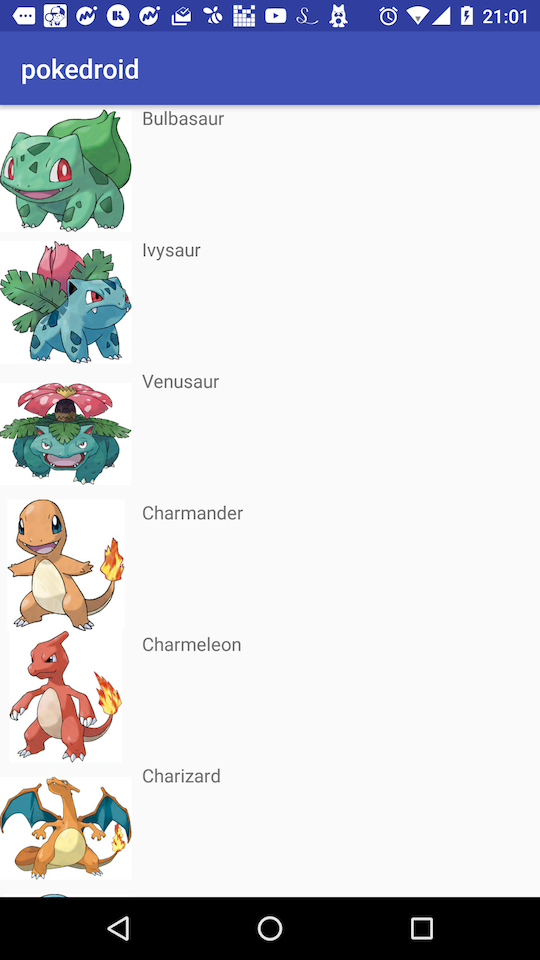 21:01
pokedroid
Bulbasaur
Ivysaur
Venusaur
Charmander
Charmeleon
Charizard